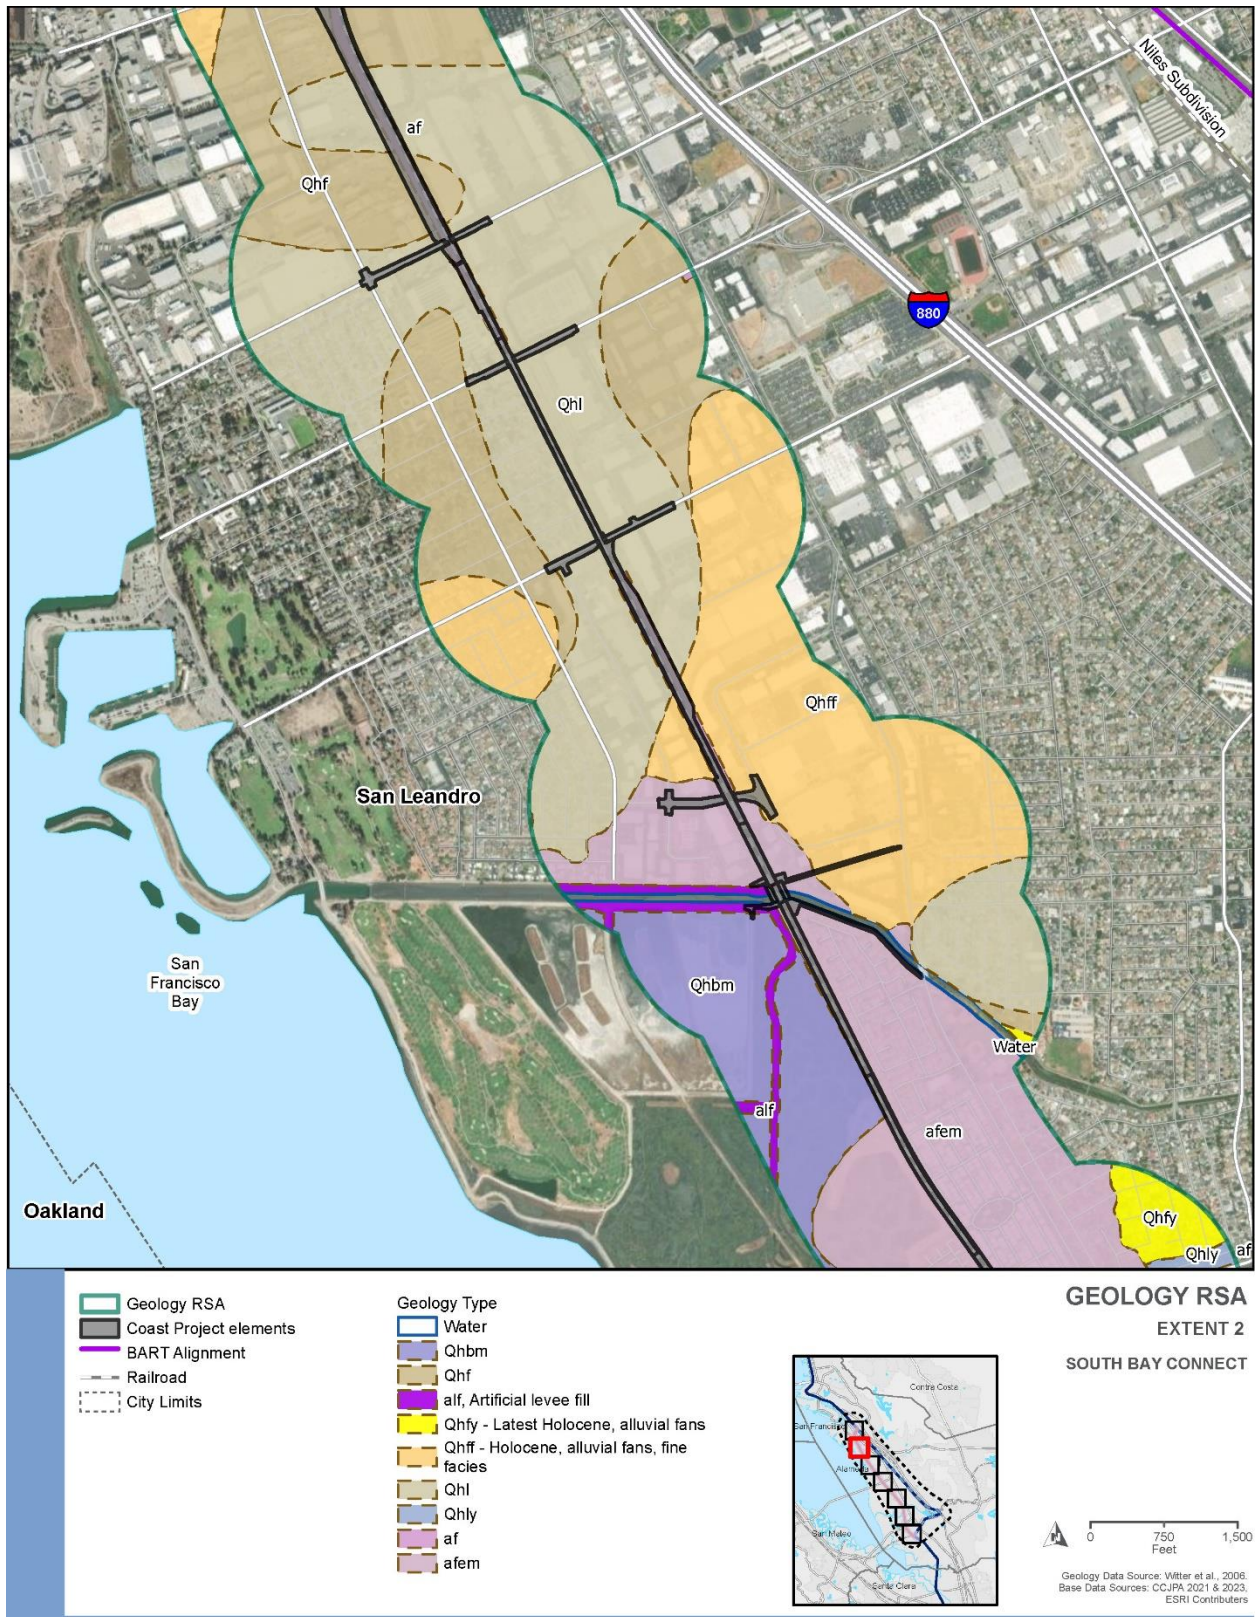 Niles Subdivision
af
Qhf
880
Qhl
Qhff
San Leandro
San
Francisco
Bay
Qhbm
Water
alf
afem
Oakland
Qhfy
Qhly
af
GEOLOGY RSA
EXTENT 2
SOUTH BAY CONNECT
Geology RSA
Coast Project elements
BART Alignment
Railroad
City Limits
Geology Type
Water
Qhbm
Qhf
alf, Artificial levee fill
Qhfy - Latest Holocene, alluvial fans
Qhff - Holocene, alluvial fans, fine
facies
Qhl
Qhly
af
afem
Contra Costa
San Francisco
Alameda
San Mateo
Santa Clara
N
0 750 1,500
Feet
Geology Data Source: Witter et al., 2006.
Base Data Sources: CCJPA 2021 & 2023,
ESRI Contributors